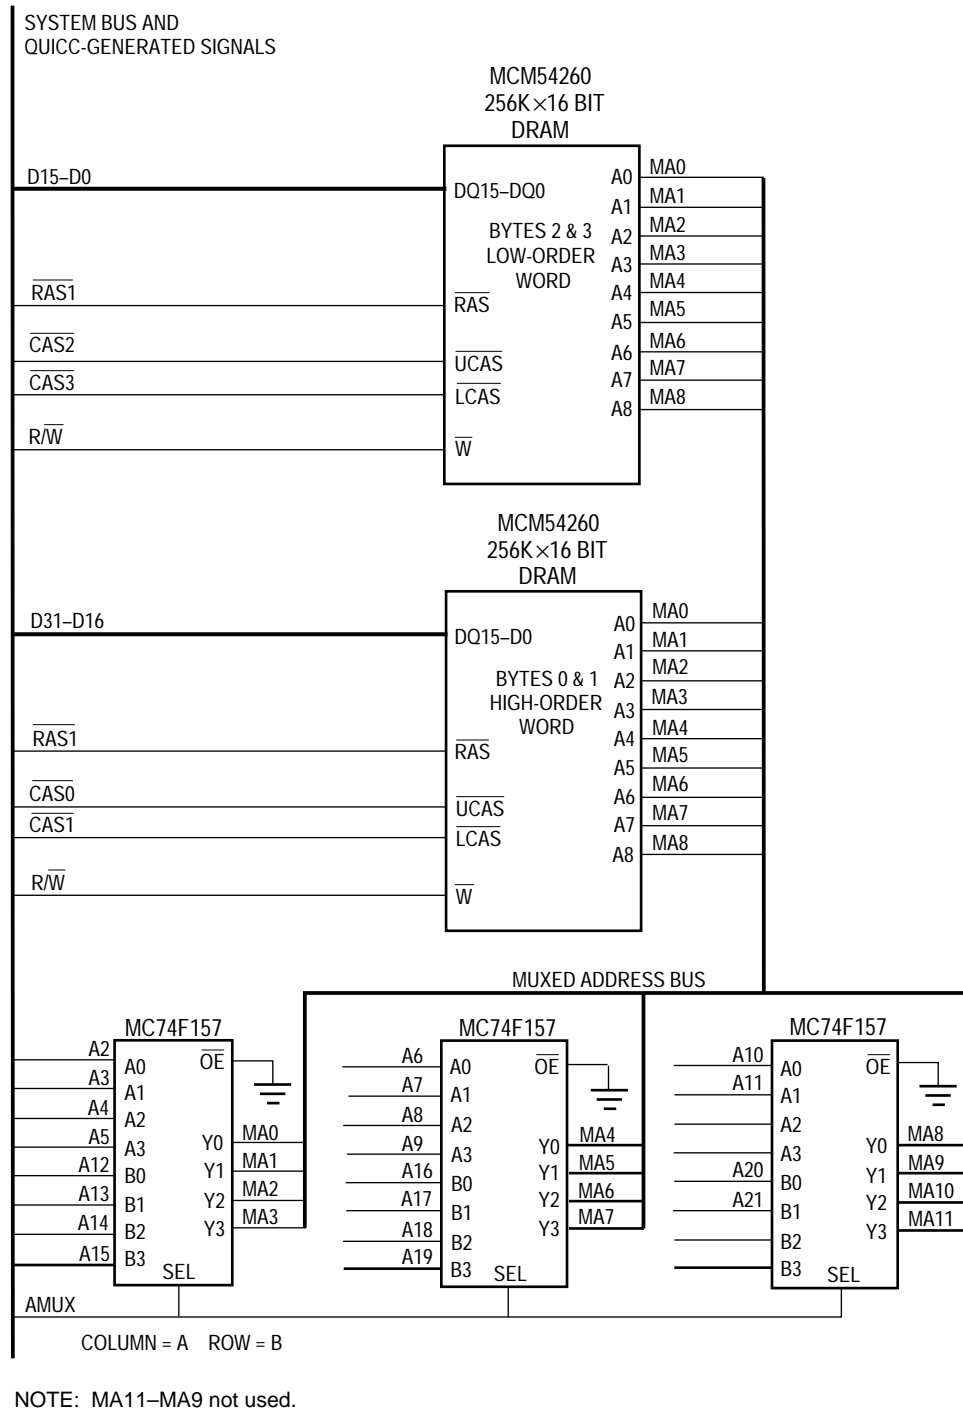 SYSTEM BUS AND
QUICC-GENERATED SIGNALS
MCM54260
256K×16 BIT
DRAM
D15–D0
DQ15–DQ0
BYTES 2 & 3
LOW-ORDER
WORD
RAS1
RAS
CAS2
UCAS
CAS3
LCAS
R/W
W
A0 MA0
A1 MA1
A2 MA2
A3 MA3
A4 MA4
A5 MA5
A6 MA6
A7 MA7
A8 MA8
MCM54260
256K×16 BIT
DRAM
D31–D16
DQ15–D0
BYTES 0 & 1
HIGH-ORDER
WORD
RAS1
RAS
CAS0
UCAS
CAS1
LCAS
R/W
W
A0 MA0
A1 MA1
A2 MA2
A3 MA3
A4 MA4
A5 MA5
A6 MA6
A7 MA7
A8 MA8
MUXED ADDRESS BUS
MC74F157
A2 A0
A3 A1
A4 A2
A5 A3
A12 B0
A13 B1
A14 B2
A15 B3
OE
Y0 MA0
Y1 MA1
Y2 MA2
Y3 MA3
SEL
MC74F157
A6 A0
A7 A1
A8 A2
A9 A3
A16 B0
A17 B1
A18 B2
A19 B3
OE
Y0 MA4
Y1 MA5
Y2 MA6
Y3 MA7
SEL
MC74F157
A10 A0
A11 A1
A2
A3
A20 B0
A21 B1
B2
B3
OE
Y0 MA8
Y1 MA9
Y2 MA10
Y3 MA11
SEL
AMUX
COLUMN = A ROW = B
NOTE: MA11–MA9 not used.